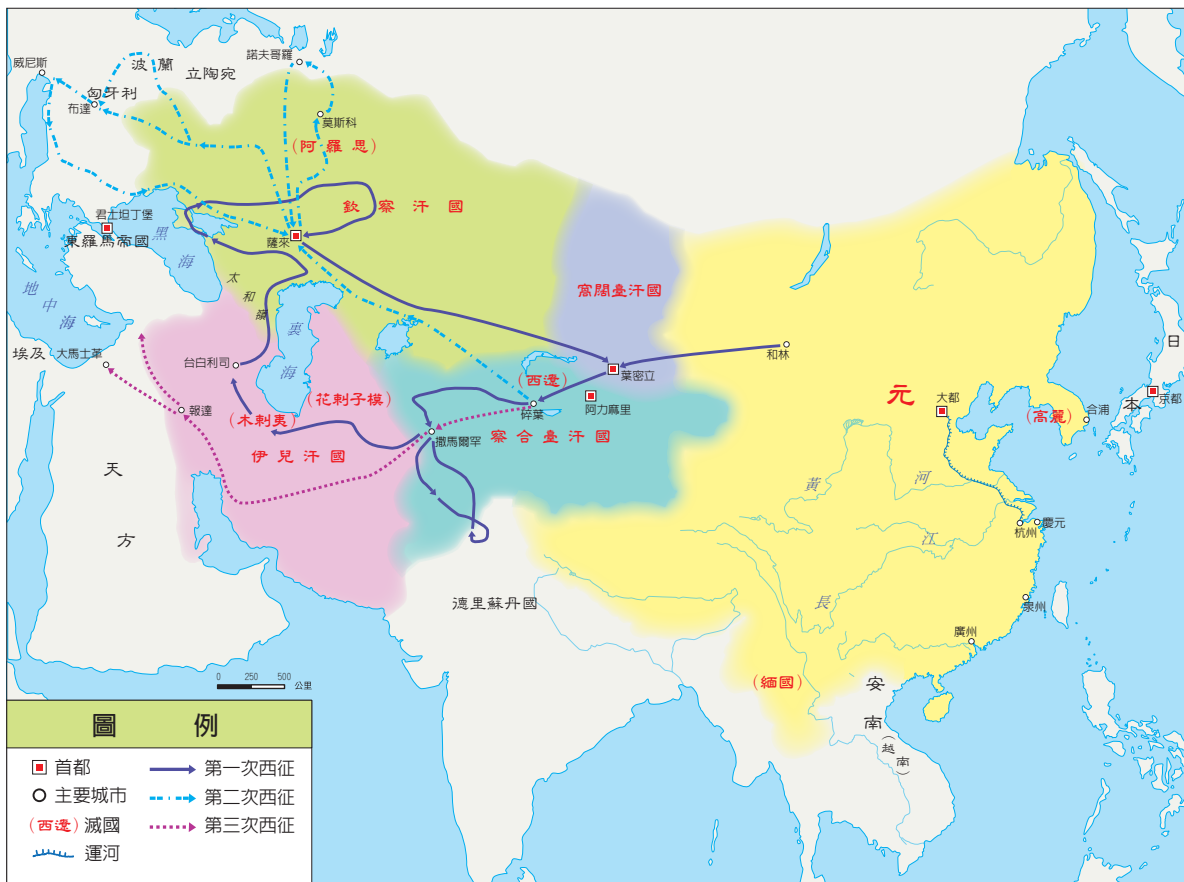 威尼斯
波蘭
立陶宛
諾夫哥羅
匈牙利
布達
莫斯科
(阿羅思)
欽察汗國
君士坦丁堡
東羅馬帝國
黑海
薩來
太和嶺
地中海
裏海
窩闊臺汗國
和林
葉密立
埃及
大馬士革
台白利司
(西遼)
碎葉
阿力麻里
元
大都
(高麗)
合浦
日本
京都
報達
(木剌夷)
(花剌子模)
撒馬爾罕
察合臺汗國
伊兒汗國
天方
黃河
長江
杭州
慶元
德里蘇丹國
泉州
廣州
(緬國)
安南
(越南)
0 250 500 公里
圖例
首都
第一次西征
主要城市
第二次西征
(西遼)滅國
第三次西征
運河